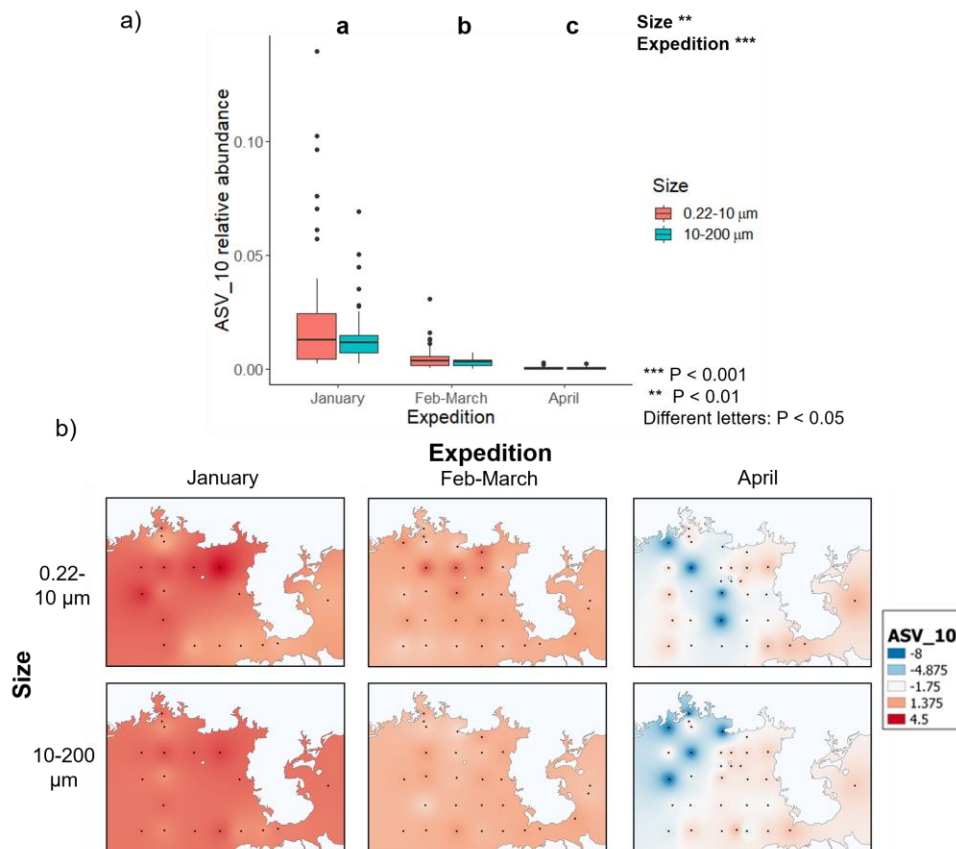 a)
a b c
Size **
Expedition ***
ASV_10 relative abundance
0.10
0.05
0.00
January Feb-March April
Expedition
Size
0.22-10 μm
10-200 μm
*** P < 0.001
** P < 0.01
Different letters: P < 0.05
b)
Expedition
January Feb-March April
Size
0.22-
10 μm
10-200
μm
ASV_10
-8
-4.875
-1.75
1.375
4.5